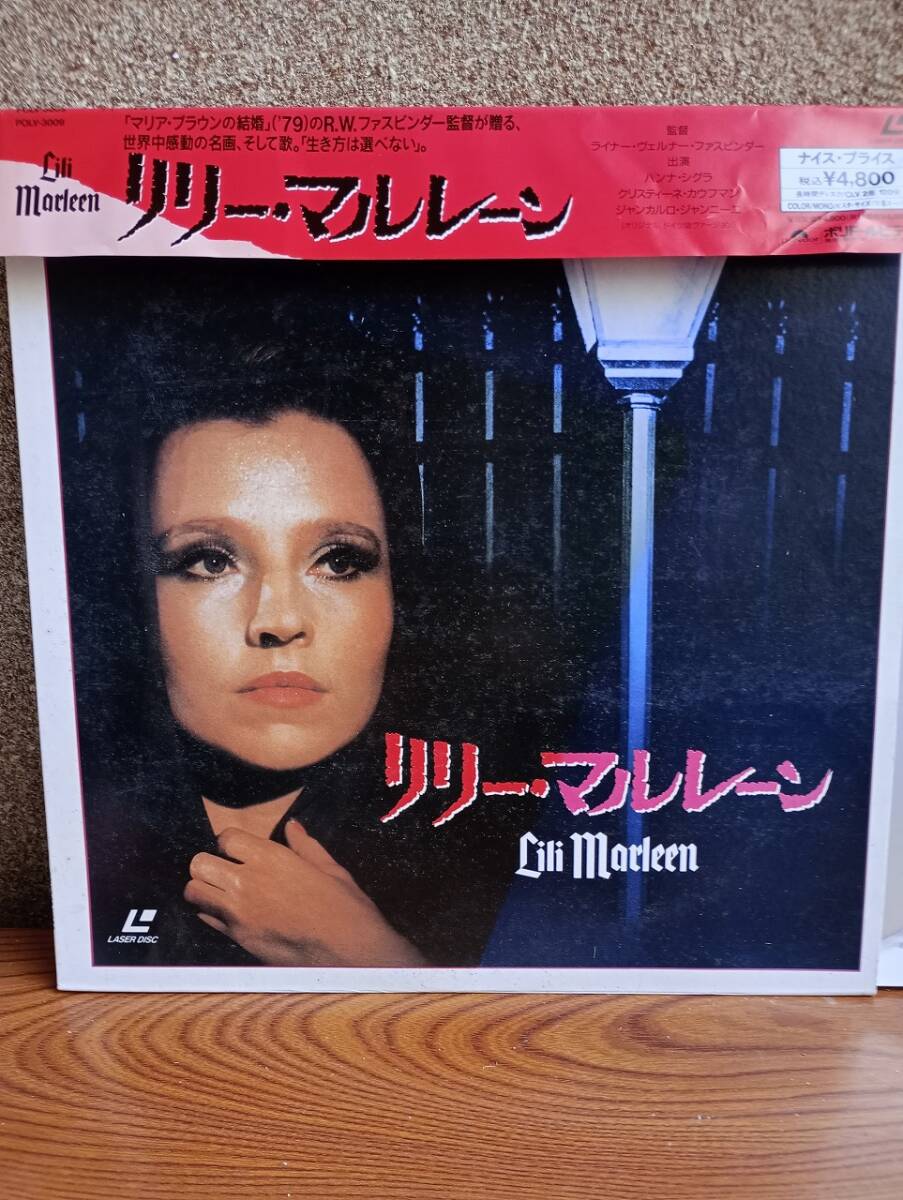 POLV-3009
「マリア・ブラウンの結婚」('79)のR.W.ファスビンダー監督が贈る、
世界中感動の名画、そして歌。「生き方は選べない」。
Lili
Marleen
リリー・マルレーン
監督
ライナー・ヴェルナー・ファスビンダー
出演
ハンナ・シグラ
クリスティーネ・カウフマン
ジャンカルロ・ジャンニーニ
ナイス・プライス
税込¥4,800
リリー・マルレーン
Lili Marleen
LASER DISC